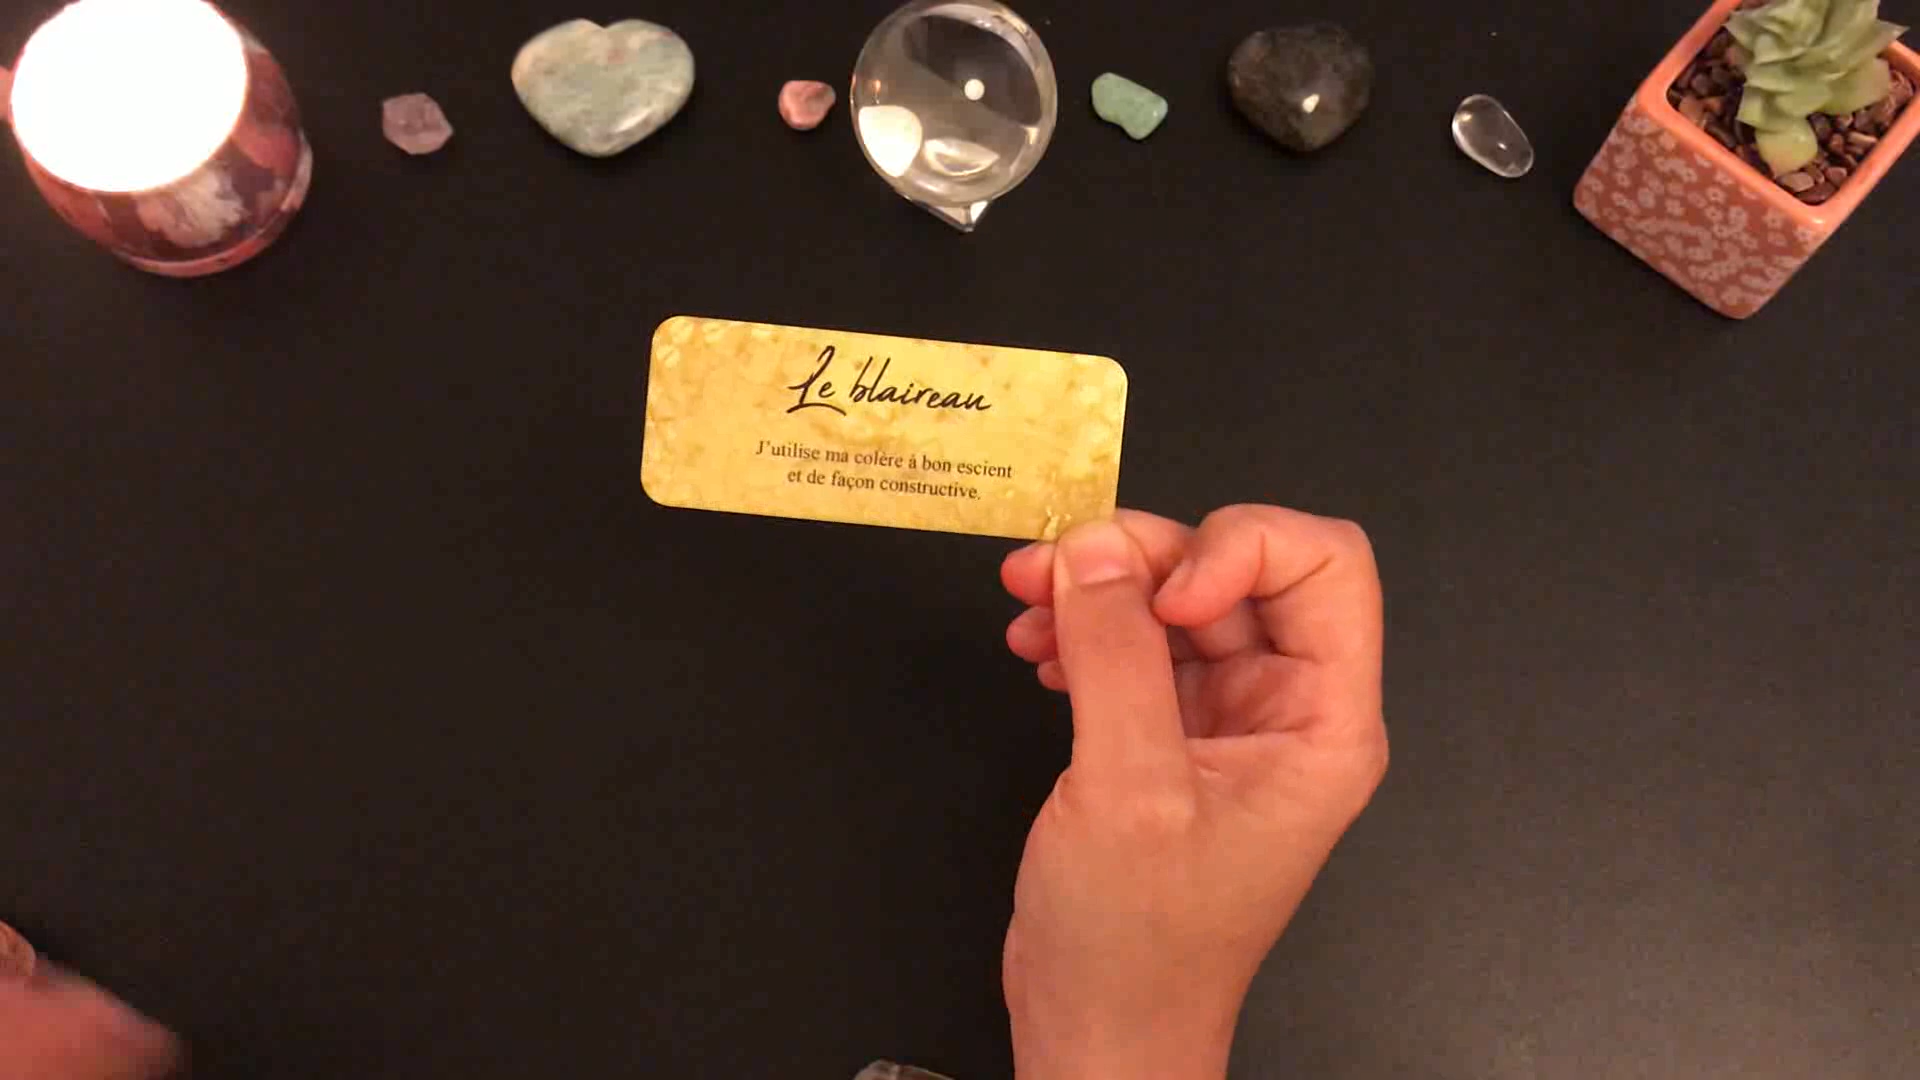 Le blaireau
J'utilise ma colère à bon escient
et de façon constructive.